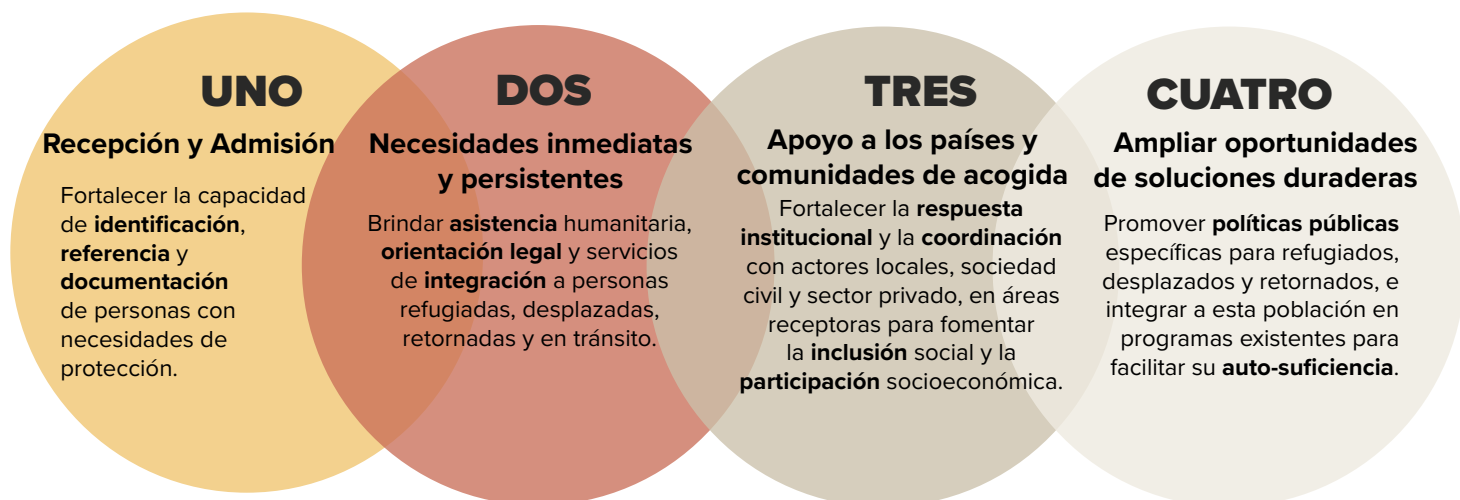 UNO
Recepción y Admisión
Fortalecer la capacidad
de identificación,
referencia y
documentación
de personas con
necesidades de
protección.
DOS
Necesidades inmediatas
y persistentes
Brindar asistencia humanitaria,
orientación legal y servicios
de integración a personas
refugiadas, desplazadas,
retornadas y en tránsito.
TRES
Apoyo a los países y
comunidades de acogida
Fortalecer la respuesta
institucional y la coordinación
con actores locales, sociedad
civil y sector privado, en áreas
receptoras para fomentar
la inclusión social y la
participación socioeconómica.
CUATRO
Ampliar oportunidades
de soluciones duraderas
Promover políticas públicas
específicas para refugiados,
desplazados y retornados, e
integrar a esta población en
programas existentes para
facilitar su auto-suficiencia.